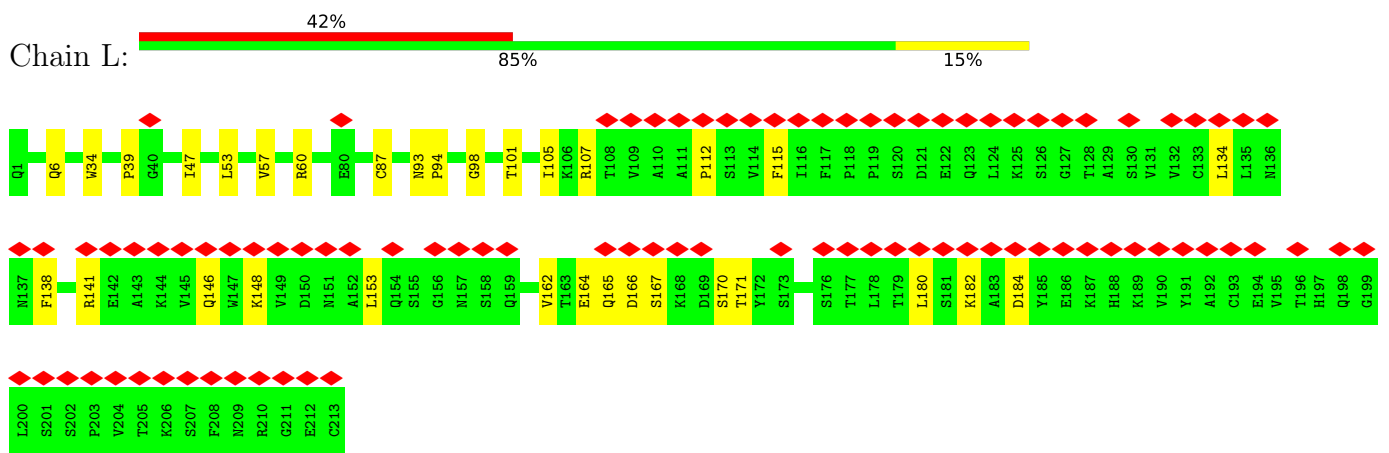 42%
Chain L:
85% 15%
Q1 Q6 W34 P39 G40 I47 L53 V57 R60 E80 C87 N93 P94 G98 T101 I105 K106 R107 T108 V109 A110 A111 P112 S113 V114 F115 I116 F117 P118 P119 S120 D121 E122 Q123 L124 K125 S126 G127 T128 A129 S130 V131 V132 C133 L134 L135 N136
N137 F138 R141 E142 A143 K144 V145 Q146 W147 K148 V149 D150 N151 A152 L153 Q154 S155 G156 N157 S158 Q159 V162 T163 E164 Q165 D166 S167 K168 D169 S170 T171 Y172 S173 S176 T177 L178 T179 L180 S181 K182 A183 D184 Y185 E186 K187 H188 K189 V190 Y191 A192 C193 E194 V195 T196 H197 Q198 G199
L200 S201 S202 P203 V204 T205 K206 S207 F208 N209 R210 G211 E212 C213